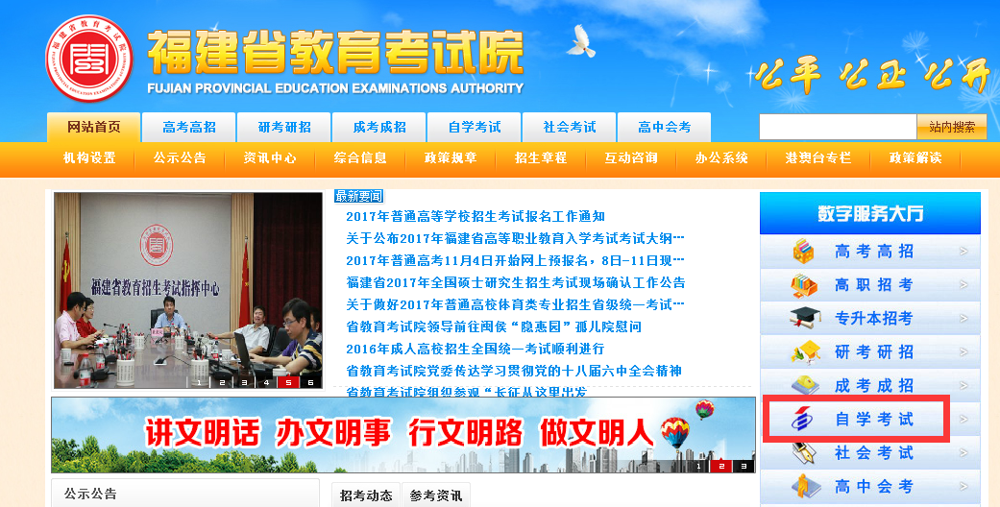 福建省教育考试院
FUJIAN PROVINCIAL EDUCATION EXAMINATIONS AUTHORITY
公平 公正 公开
网站首页 高考高招 研考研招 成考成招 自学考试 社会考试 高中会考 站内搜索
机构设置 公示公告 资讯中心 综合信息 政策规章 招生章程 互动咨询 办公系统 港澳台专栏 政策解读
福建省教育招生考试指挥中心
1 2 3 4 5 6
最新要闻
2017年普通高等学校招生考试报名工作通知
关于公布2017年福建省高等职业教育入学考试考试大纲…
2017年普通高考11月4日开始网上预报名，8日-11日现…
福建省2017年全国硕士研究生招生考试现场确认工作公告
关于做好2017年普通高校体育类专业招生省级统一考试…
省教育考试院领导前往闽侯“隐惠园”孤儿院慰问
2016年成人高校招生全国统一考试顺利进行
省教育考试院党委传达学习贯彻党的十八届六中全会精神
省教育考试院组织参观“长征从这里出发
数字服务大厅
高考高招 >
高职招考 >
专升本招考 >
研考研招 >
成考成招 >
自学考试 >
社会考试 >
高中会考 >
讲文明话 办文明事 行文明路 做文明人
1 2 3
公示公告
招考动态 参考资讯